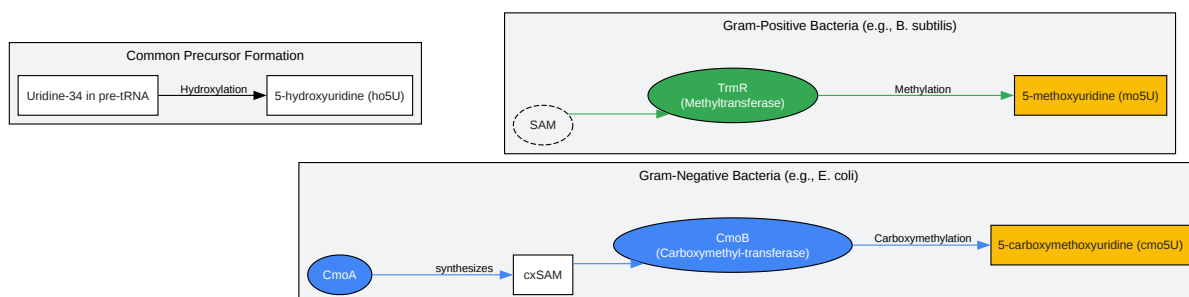 Common Precursor Formation
Uridine-34 in pre-tRNA
Hydroxylation
5-hydroxyuridine (ho5U)
Gram-Positive Bacteria (e.g., B. subtilis)
SAM
TrmR
(Methyltransferase)
Methylation
5-methoxyuridine (mo5U)
Gram-Negative Bacteria (e.g., E. coli)
CmoA
synthesizes
cxSAM
CmoB
(Carboxymethyl-transferase)
Carboxymethylation
5-carboxymethoxyuridine (cmo5U)